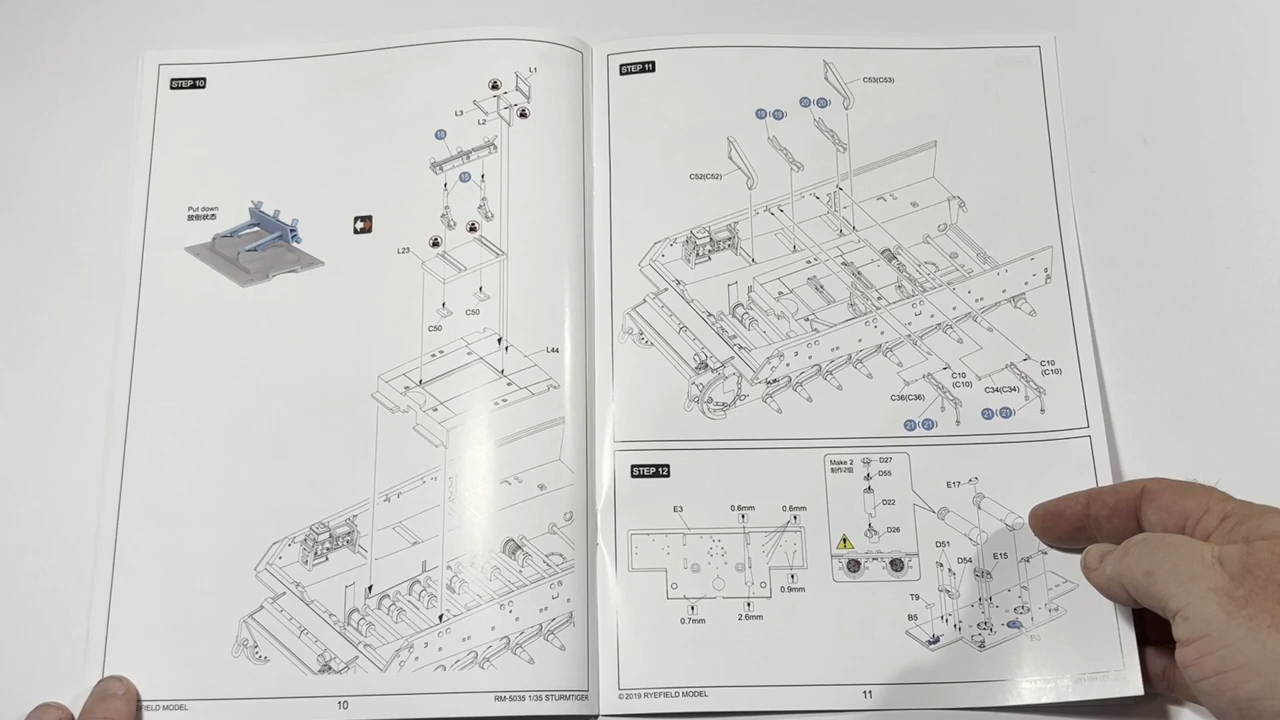 STEP 10
L1
L3
L2
18
15
Put down
放倒状态
L23
C50
C50
L44
EFIELD MODEL
10
RM-5035 1/35 STURMTIGER
STEP 11
C53(C53)
19 (19)
20 (20)
C52(C52)
C10
(C10)
C10
(C10)
C36(C36)
C34(C34)
21 (21)
21 (21)
STEP 12
E3
0.6mm
0.6mm
0.9mm
0.7mm
2.6mm
Make 2
制作2组
D27
D55
D22
D26
E17
D51
D54
E15
T9
B5
B6
©2019 RYEFIELD MODEL
11